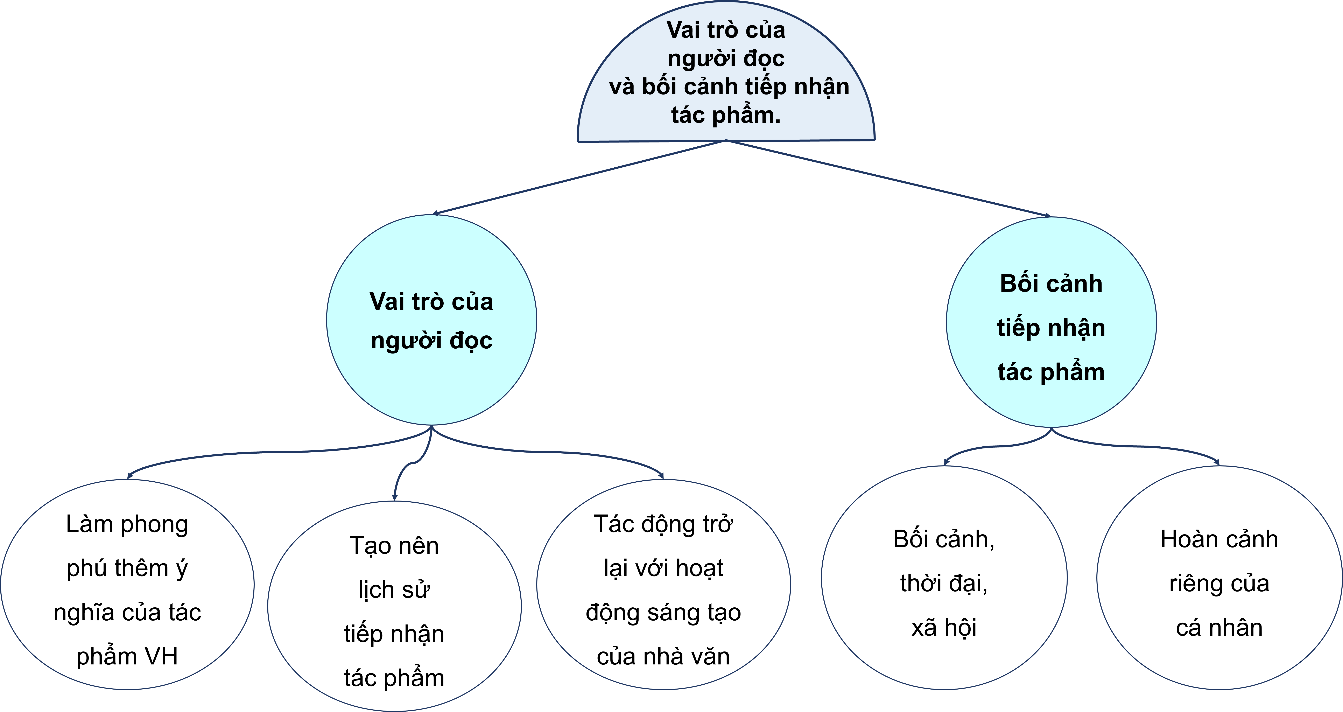 Vai trò của
người đọc
và bối cảnh tiếp nhận
tác phẩm.
Vai trò của
người đọc
Bối cảnh
tiếp nhận
tác phẩm
Làm phong
phú thêm ý
nghĩa của tác
phẩm VH
Tạo nên
lịch sử
tiếp nhận
tác phẩm
Tác động trở
lại với hoạt
động sáng tạo
của nhà văn
Bối cảnh,
thời đại,
xã hội
Hoàn cảnh
riêng của
cá nhân